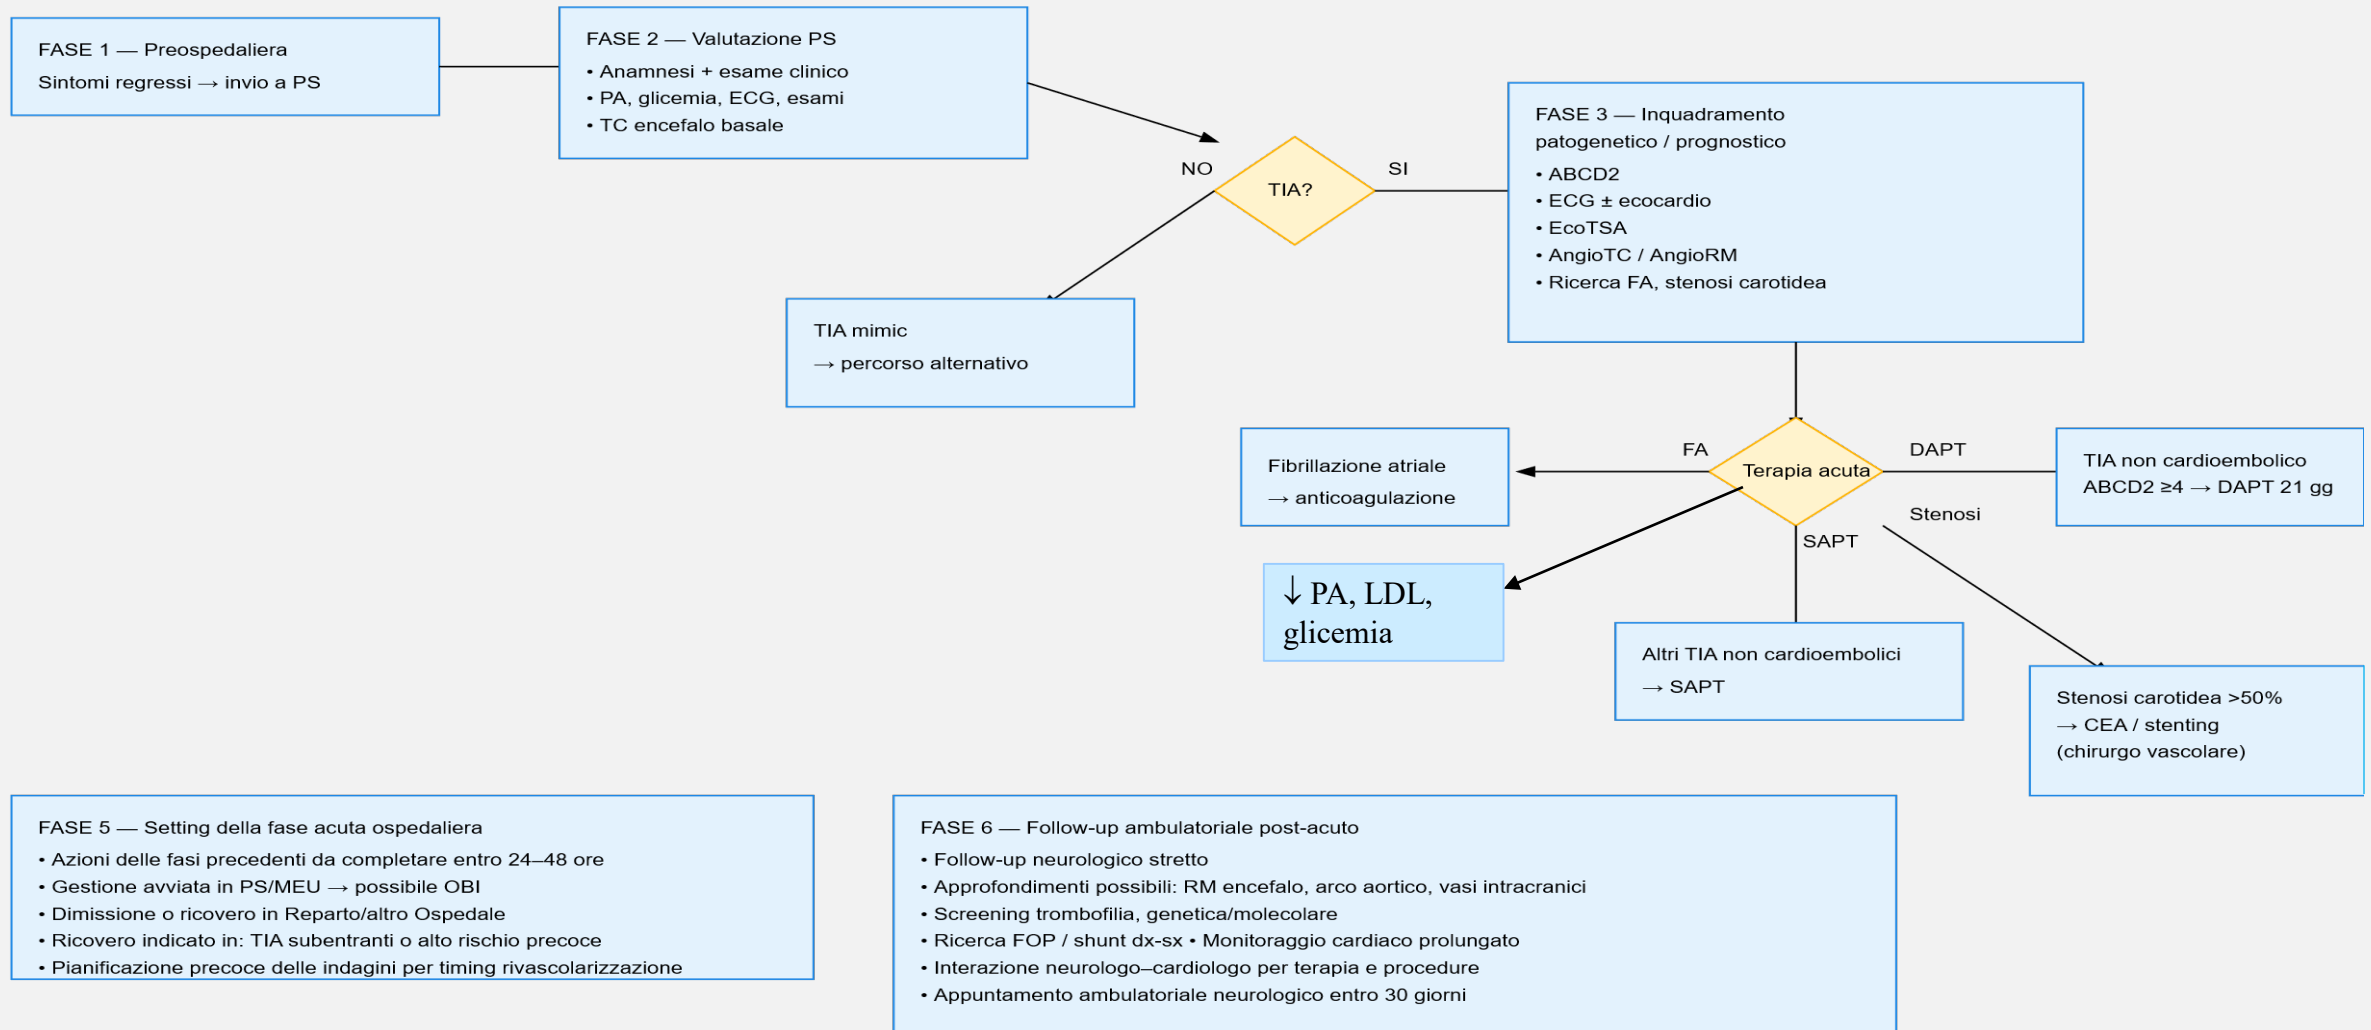 FASE 1 — Preospedaliera
Sintomi regressi → invio a PS
FASE 2 — Valutazione PS
• Anamnesi + esame clinico
• PA, glicemia, ECG, esami
• TC encefalo basale
NO
TIA?
SI
FASE 3 — Inquadramento
patogenetico / prognostico
• ABCD2
• ECG ± ecocardio
• EcoTSA
• AngioTC / AngioRM
• Ricerca FA, stenosi carotidea
TIA mimic
→ percorso alternativo
Fibrillazione atriale
→ anticoagulazione
FA
Terapia acuta
DAPT
TIA non cardioembolico
ABCD2 ≥4 → DAPT 21 gg
Stenosi
SAPT
↓ PA, LDL,
glicemia
Altri TIA non cardioembolici
→ SAPT
Stenosi carotidea >50%
→ CEA / stenting
(chirurgo vascolare)
FASE 5 — Setting della fase acuta ospedaliera
• Azioni delle fasi precedenti da completare entro 24–48 ore
• Gestione avviata in PS/MEU → possibile OBI
• Dimissione o ricovero in Reparto/altro Ospedale
• Ricovero indicato in: TIA subentranti o alto rischio precoce
• Pianificazione precoce delle indagini per timing rivascolarizzazione
FASE 6 — Follow-up ambulatoriale post-acuto
• Follow-up neurologico stretto
• Approfondimenti possibili: RM encefalo, arco aortico, vasi intracranici
• Screening trombofilia, genetica/molecolare
• Ricerca FOP / shunt dx-sx • Monitoraggio cardiaco prolungato
• Interazione neurologo–cardiologo per terapia e procedure
• Appuntamento ambulatoriale neurologico entro 30 giorni